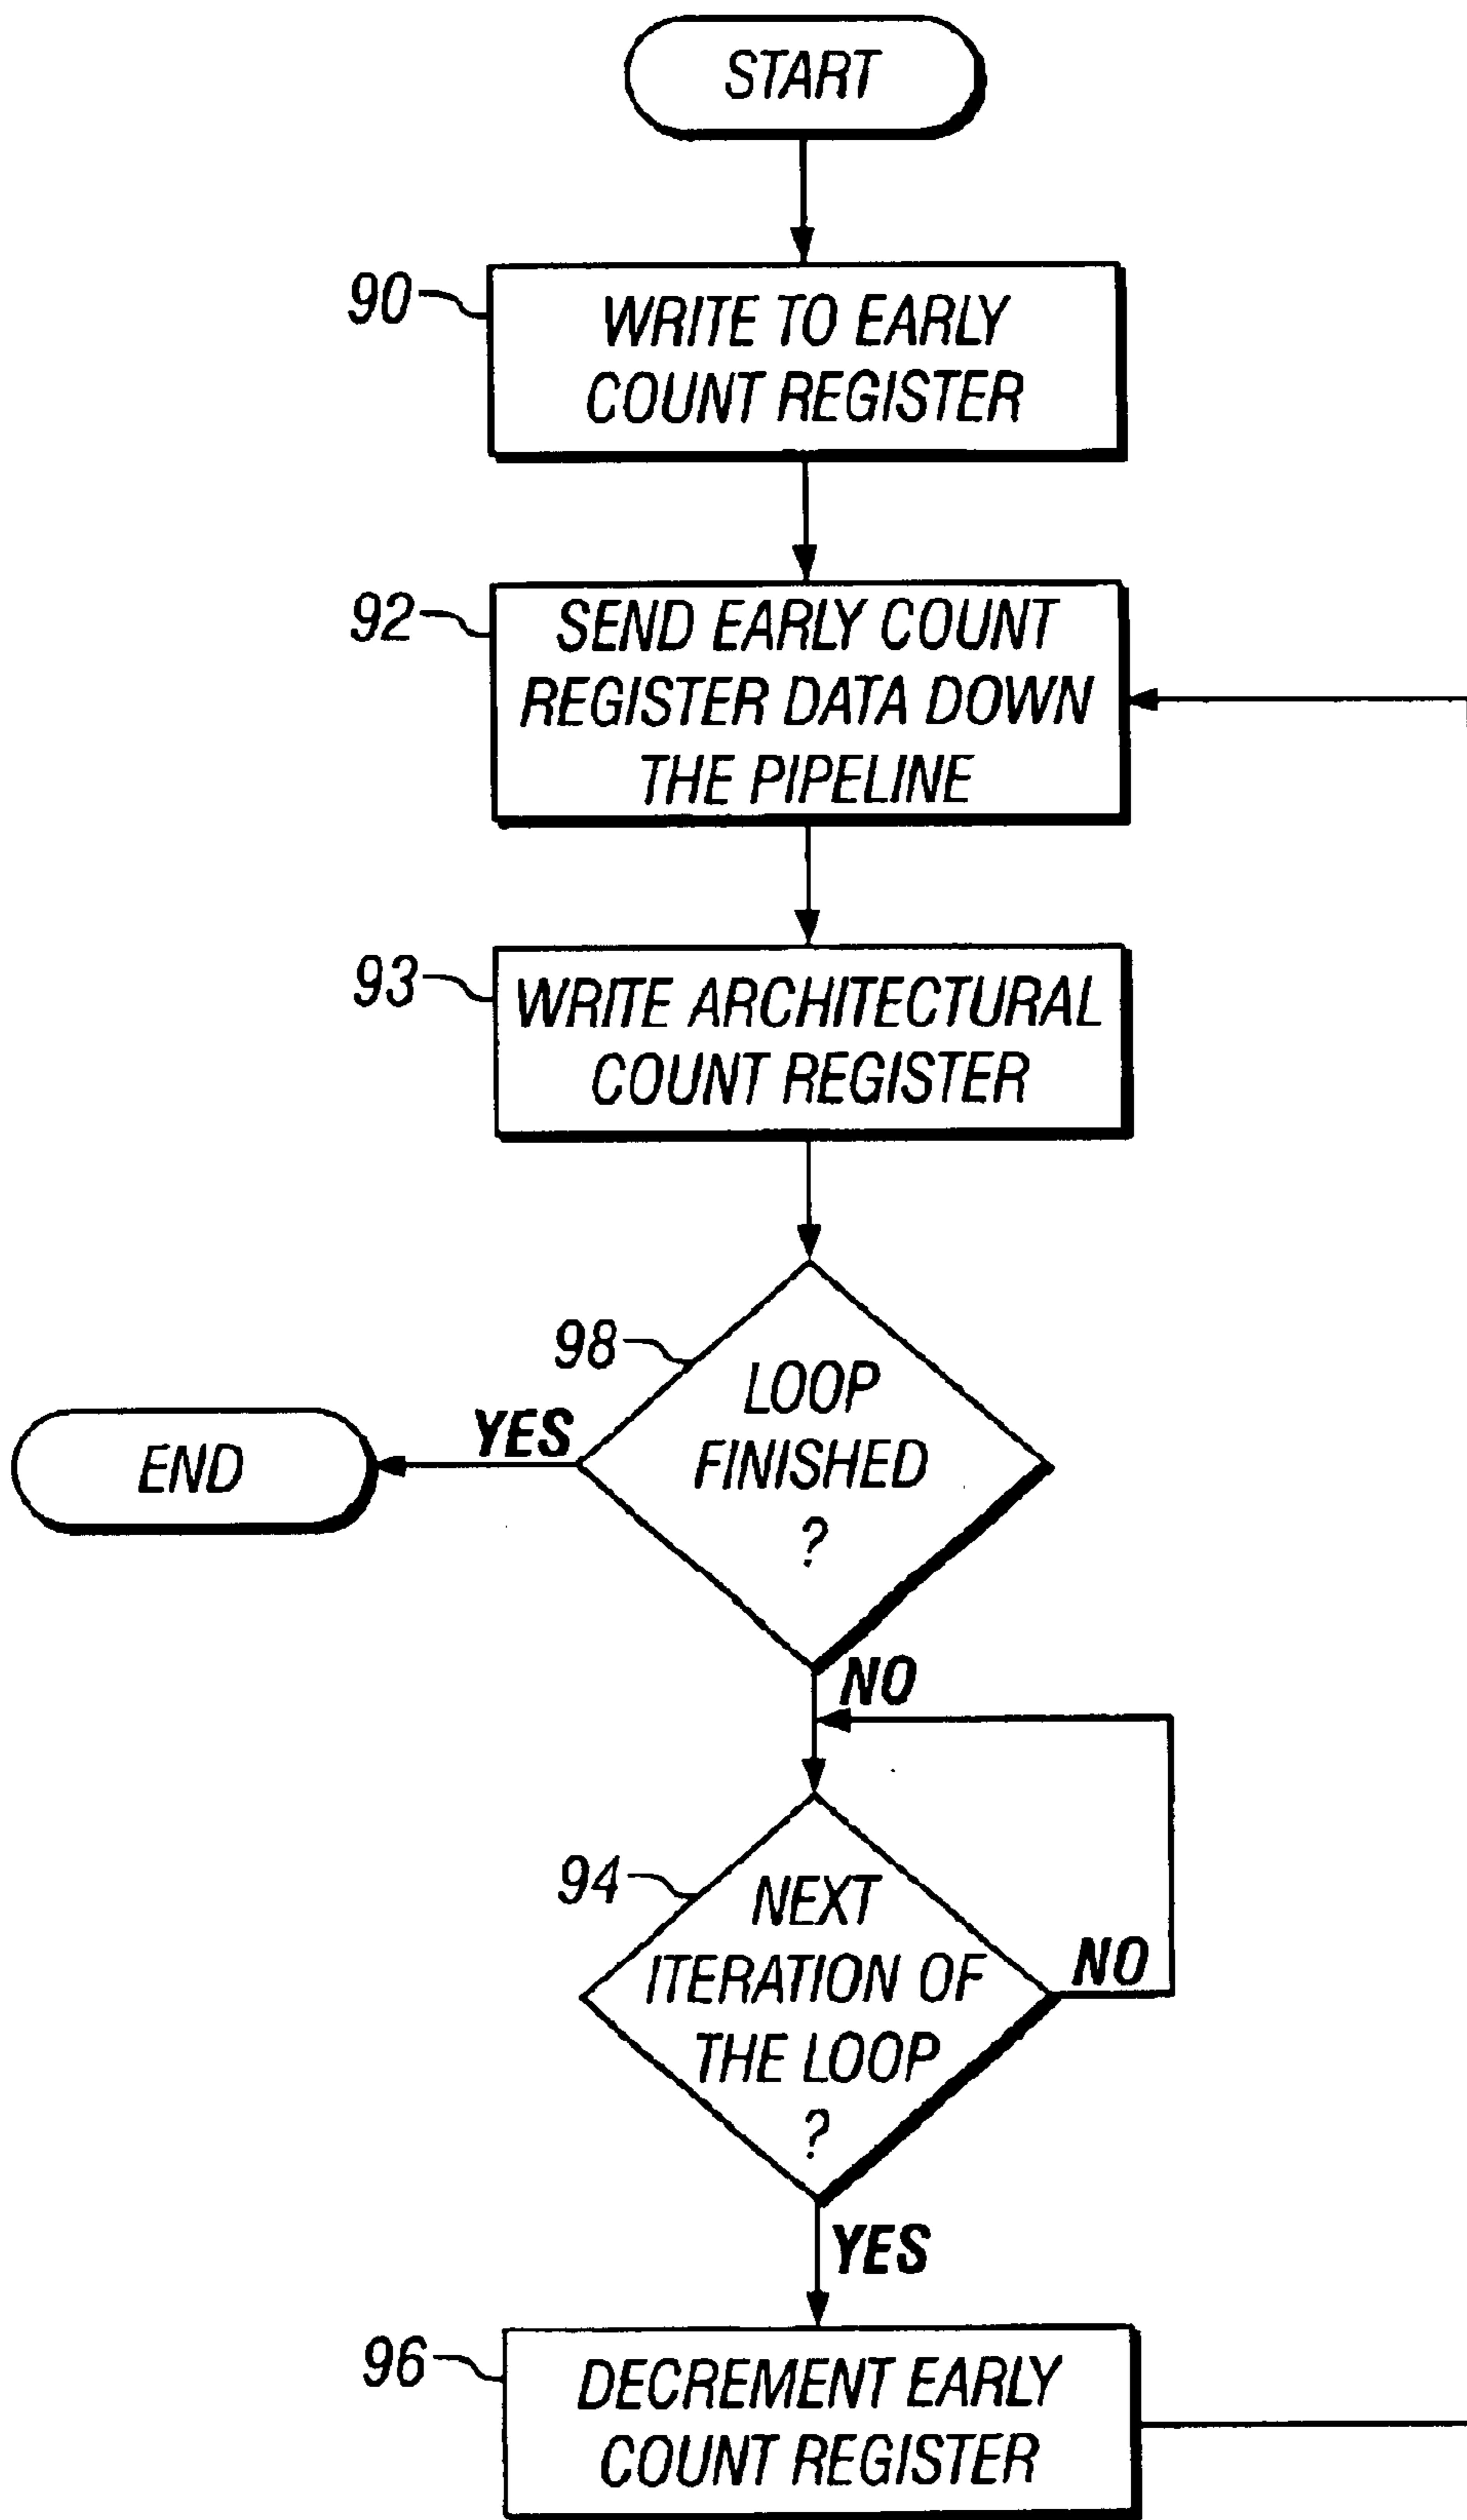 START
90
WRITE TO EARLY
COUNT REGISTER
92
SEND EARLY COUNT
REGISTER DATA DOWN
THE PIPELINE
93
WRITE ARCHITECTURAL
COUNT REGISTER
98
LOOP
FINISHED
?
YES
END
NO
94
NEXT
ITERATION OF
THE LOOP
?
NO
YES
96
DECREMENT EARLY
COUNT REGISTER